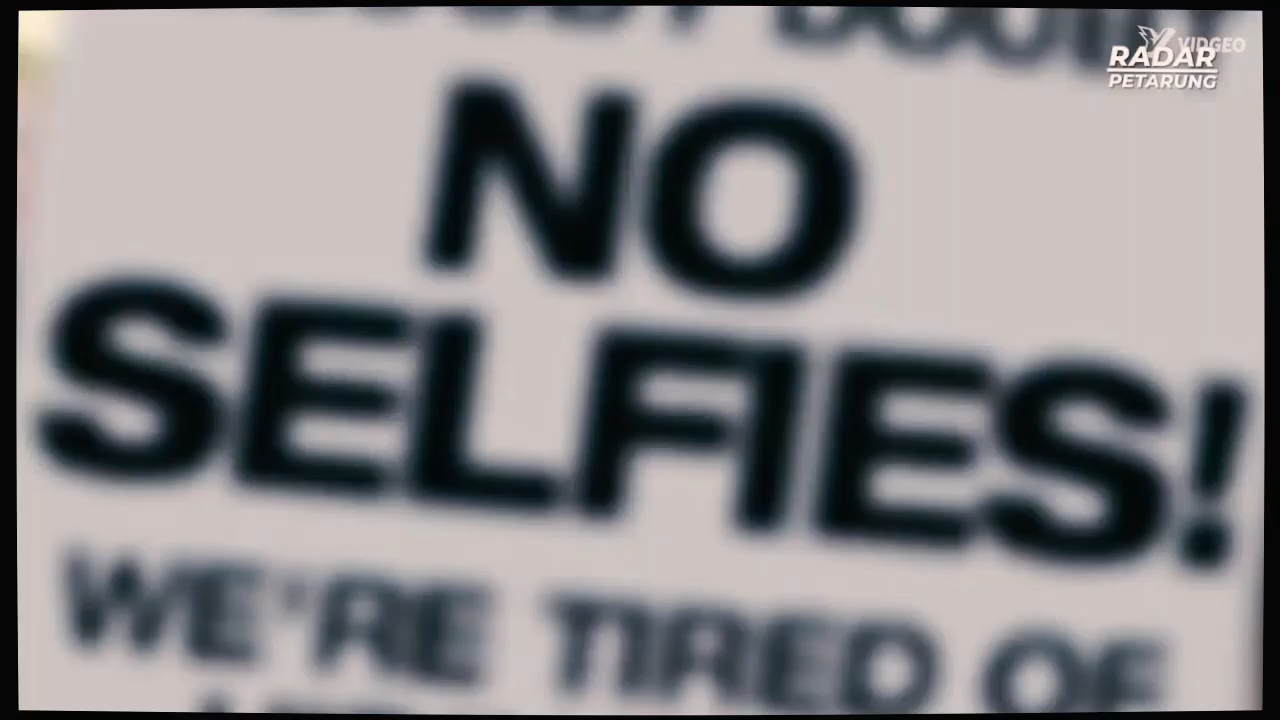 VIDGEO
RADAR
PETARUNG
NO
SELFIES!
WE'RE TIRED OF